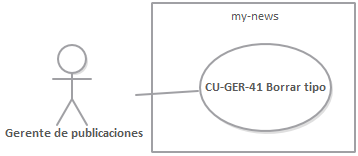 my-news
CU-GER-41 Borrar tipo
Gerente de publicaciones